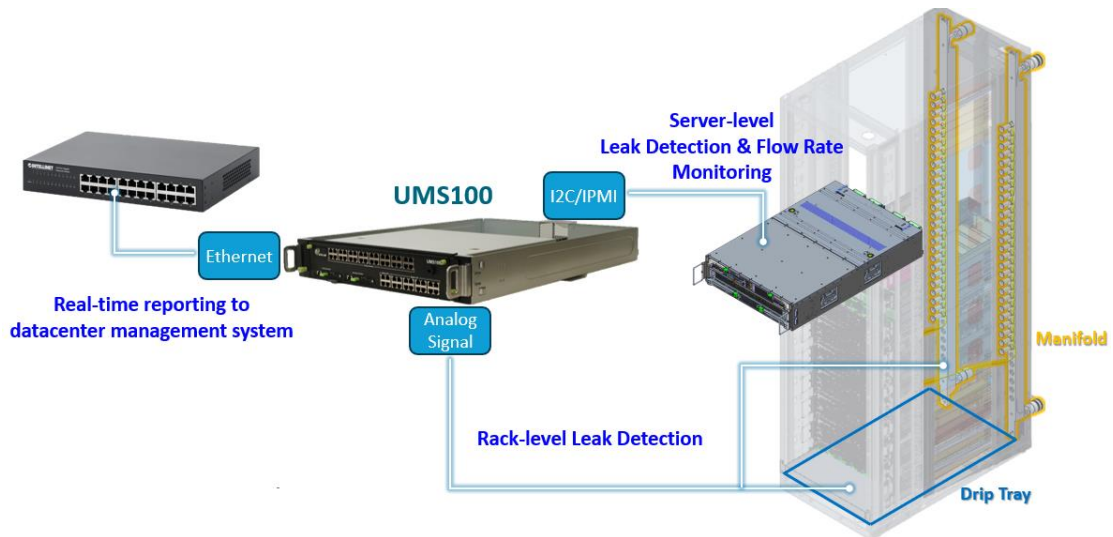 Server-level
Leak Detection & Flow Rate
Monitoring
INTELLINET
UMS100
I2C/IPMI
Ethernet
Real-time reporting to
datacenter management system
Analog
Signal
Manifold
Rack-level Leak Detection
Drip Tray